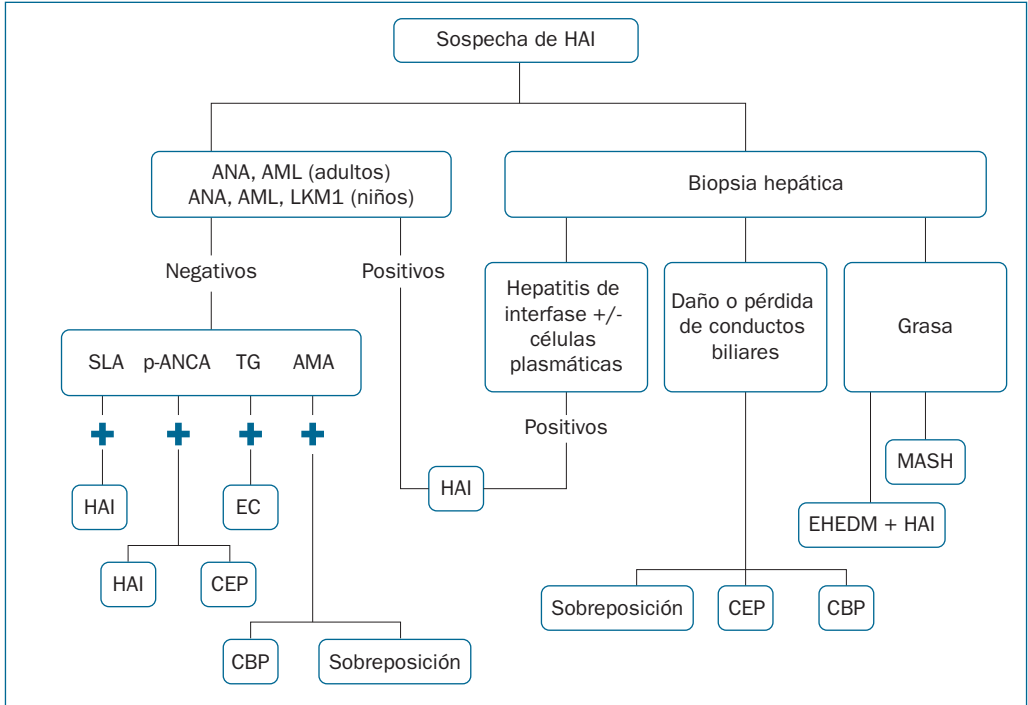 Sospecha de HAI
ANA, AML (adultos)
ANA, AML, LKM1 (niños)
Biopsia hepática
Negativos
Positivos
Hepatitis de
interfase +/-
células
plasmáticas
Daño o pérdida
de conductos
biliares
Grasa
SLA p-ANCA TG AMA
Positivos
HAI
EC
HAI
MASH
EHEDM + HAI
HAI
CEP
Sobreposición
CEP
CBP
CBP
Sobreposición